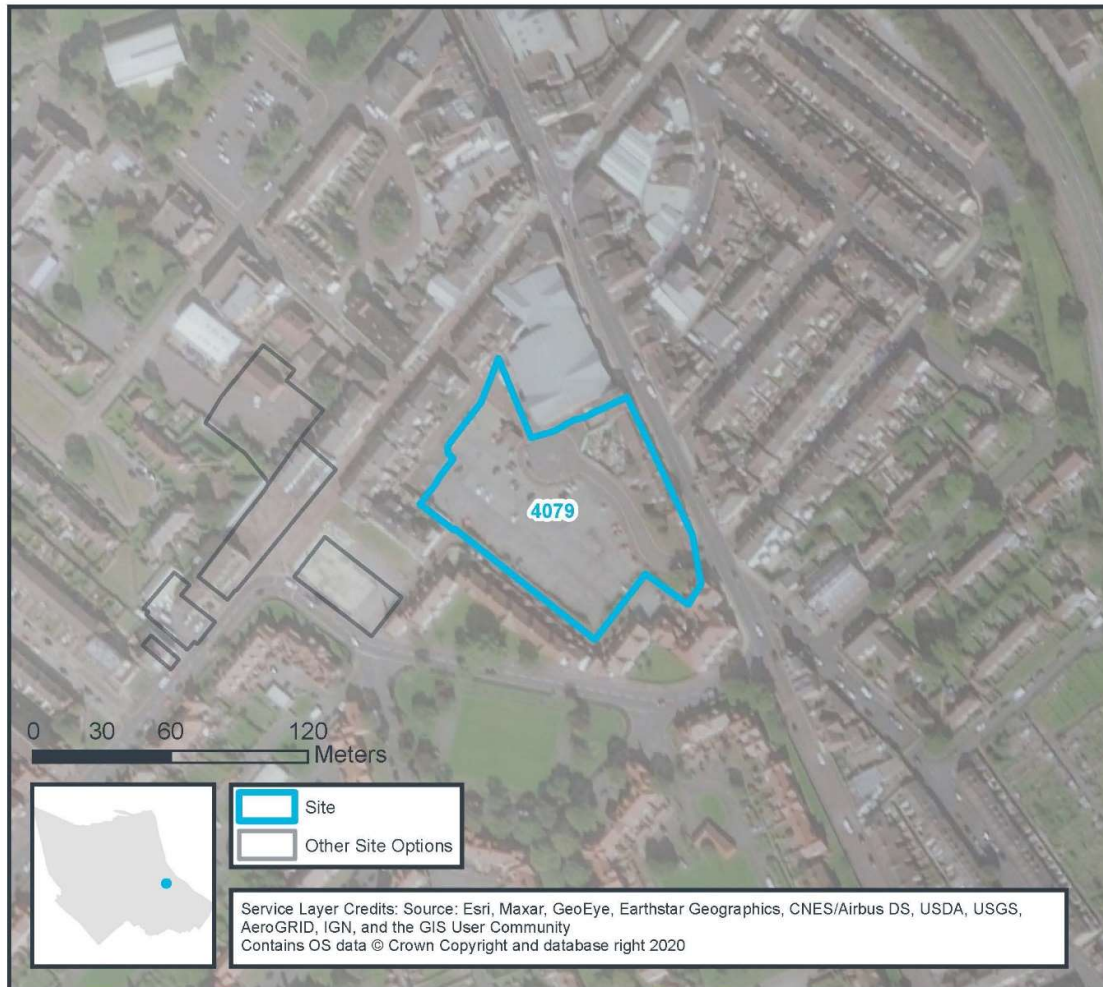 4079
0 30 60 120
Meters
Site
Other Site Options
Service Layer Credits: Source: Esri, Maxar, GeoEye, Earthstar Geographics, CNES/Airbus DS, USDA, USGS,
AeroGRID, IGN, and the GIS User Community
Contains OS data © Crown Copyright and database right 2020